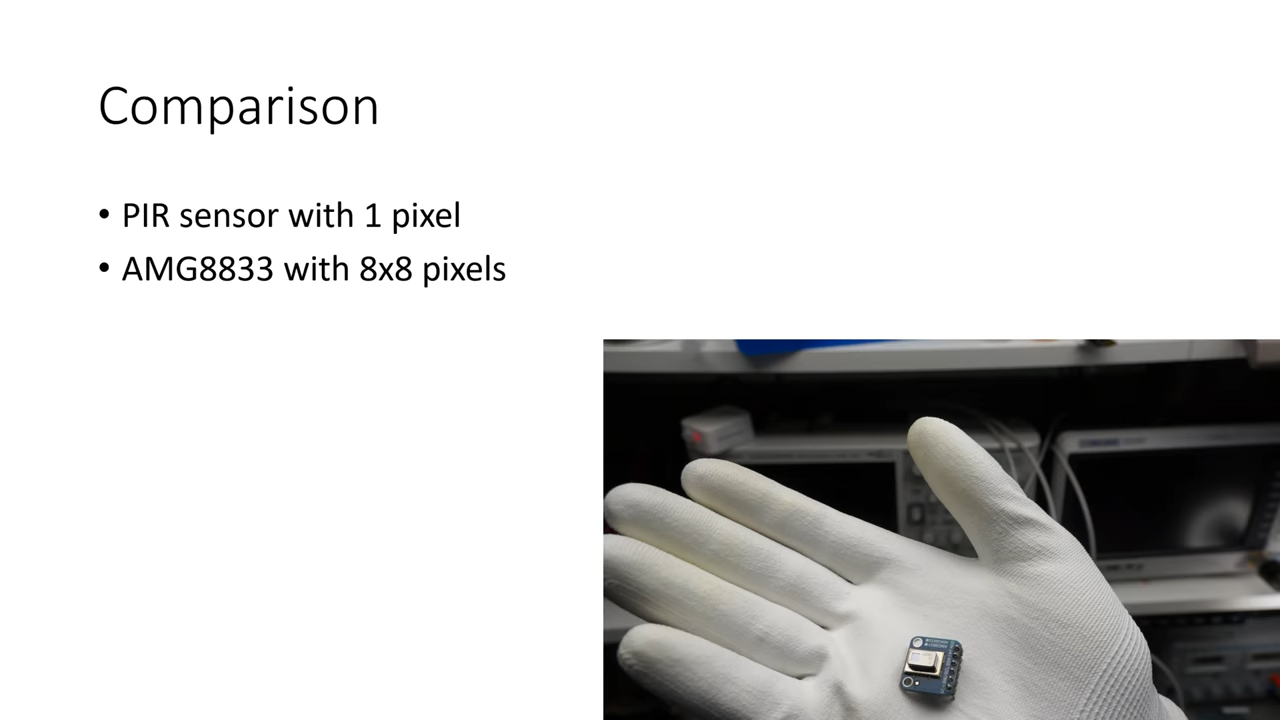 Comparison
• PIR sensor with 1 pixel
• AMG8833 with 8x8 pixels